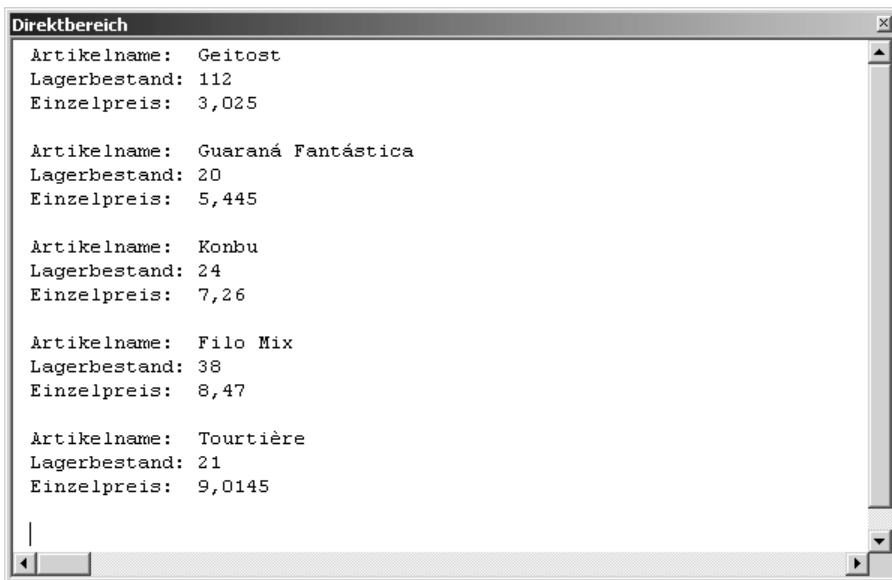 Direktbereich
Artikelname: Geitost
Lagerbestand: 112
Einzelpreis: 3,025
Artikelname: Guaraná Fantástica
Lagerbestand: 20
Einzelpreis: 5,445
Artikelname: Konbu
Lagerbestand: 24
Einzelpreis: 7,26
Artikelname: Filo Mix
Lagerbestand: 38
Einzelpreis: 8,47
Artikelname: Tourtière
Lagerbestand: 21
Einzelpreis: 9,0145